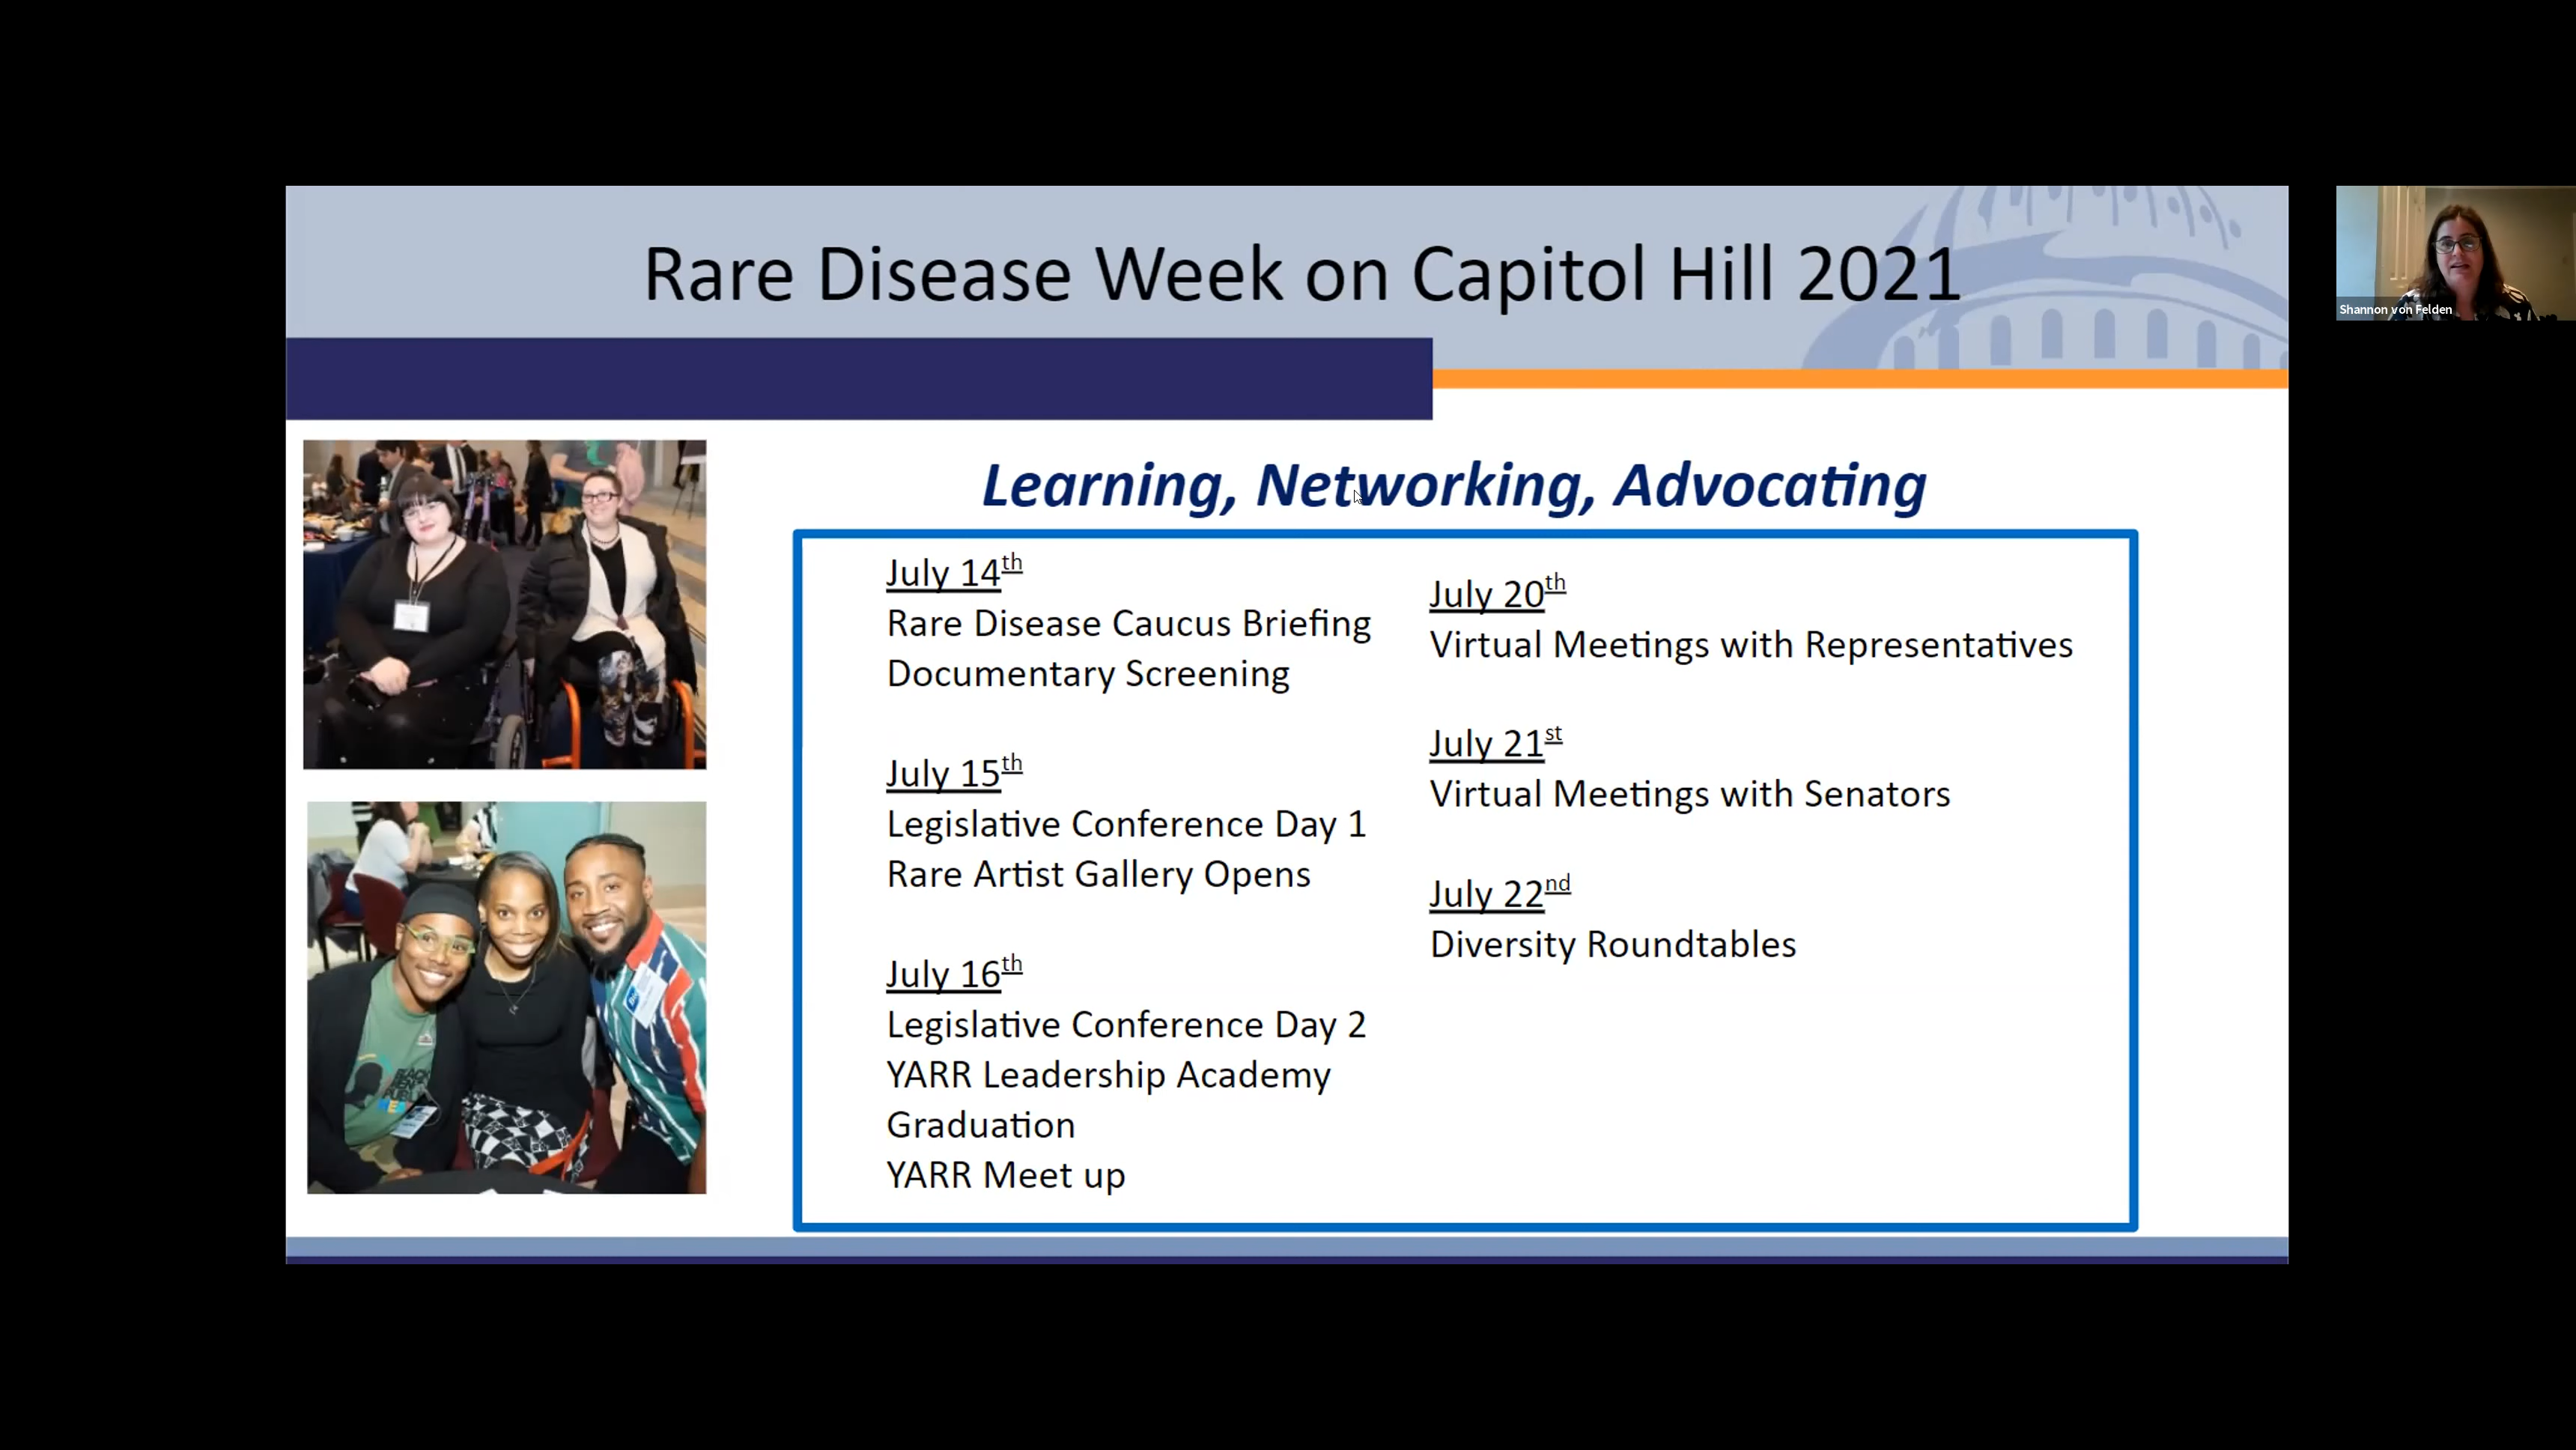 Rare Disease Week on Capitol Hill 2021
Shannon von Felden
Learning, Networking, Advocating
July 14th
Rare Disease Caucus Briefing
Documentary Screening
July 15th
Legislative Conference Day 1
Rare Artist Gallery Opens
July 16th
Legislative Conference Day 2
YARR Leadership Academy
Graduation
YARR Meet up
July 20th
Virtual Meetings with Representatives
July 21st
Virtual Meetings with Senators
July 22nd
Diversity Roundtables
BLACK